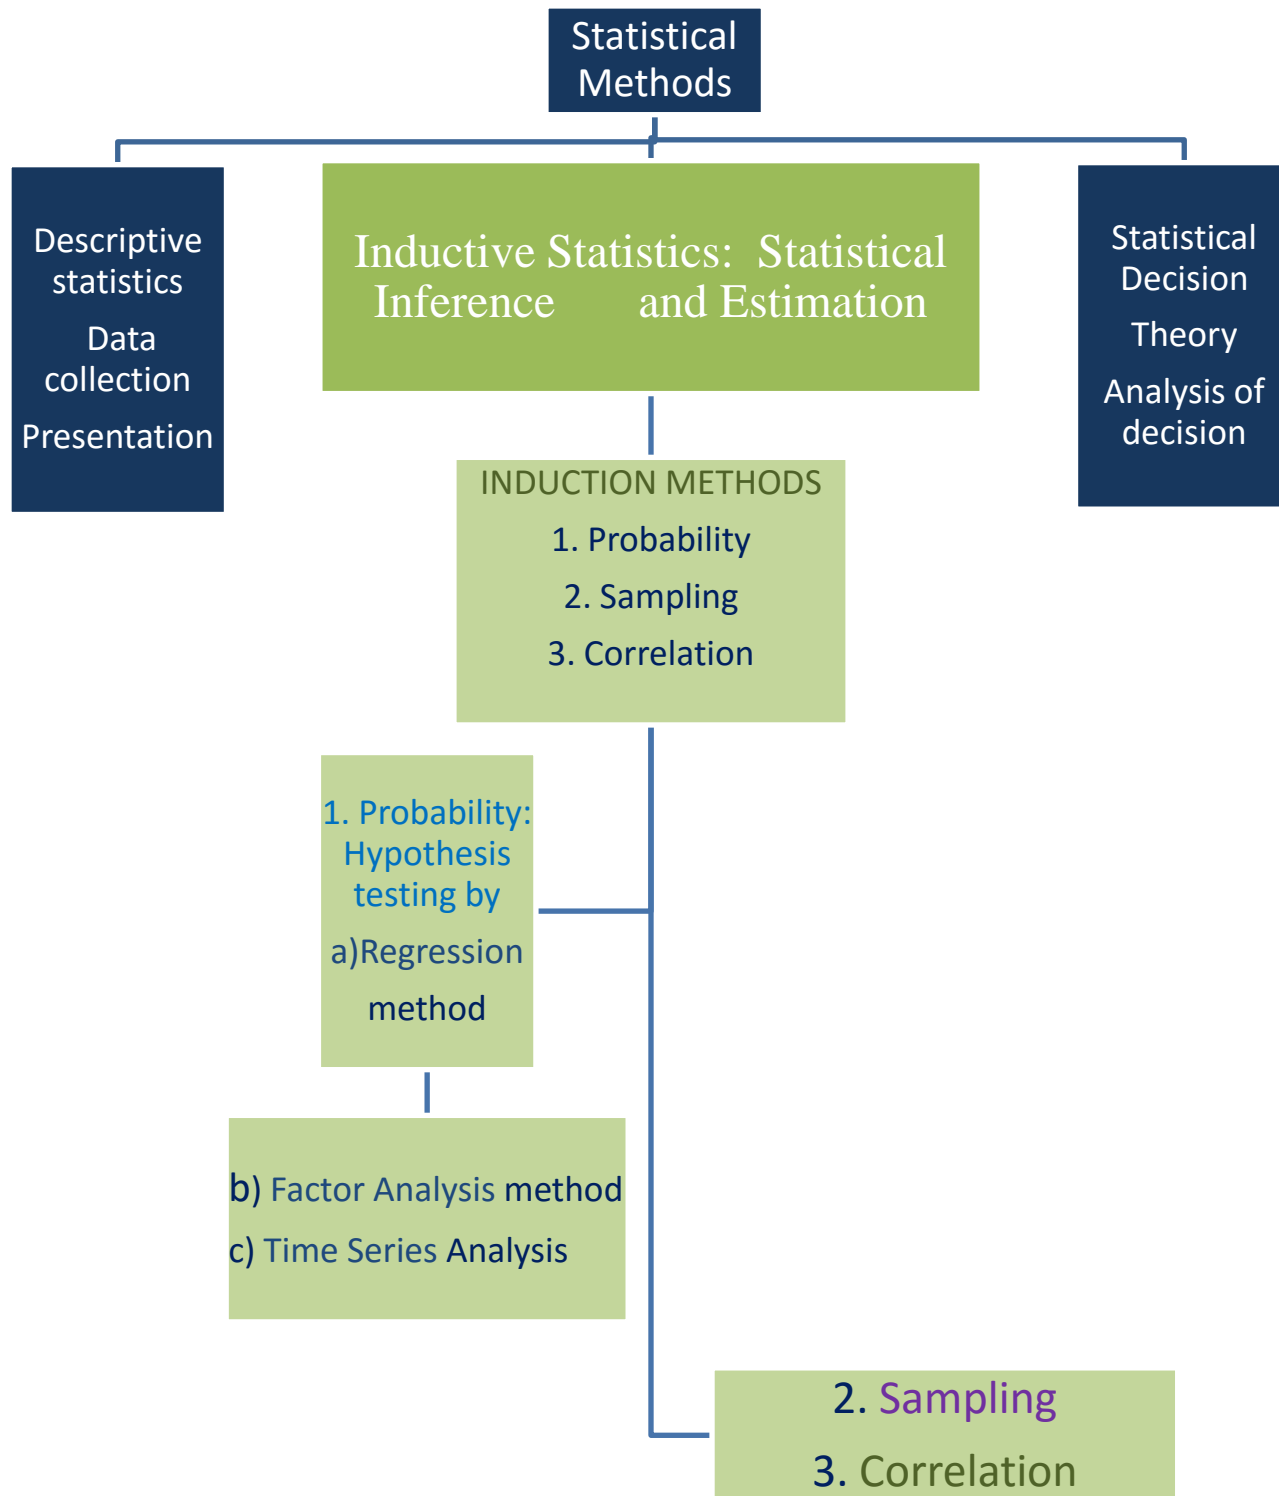 Statistical
Methods
Descriptive
statistics
Data
collection
Presentation
Inductive Statistics: Statistical
Inference and Estimation
Statistical
Decision
Theory
Analysis of
decision
INDUCTION METHODS
1. Probability
2. Sampling
3. Correlation
1. Probability:
Hypothesis
testing by
a)Regression
method
b) Factor Analysis method
c) Time Series Analysis
2. Sampling
3. Correlation